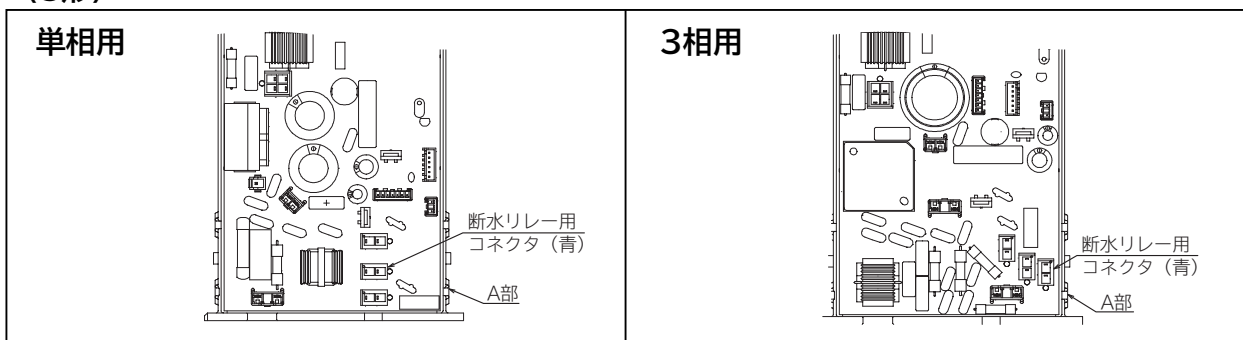 単相用
断水リレー用
コネクタ（青）
A部
3相用
断水リレー用
コネクタ（青）
A部